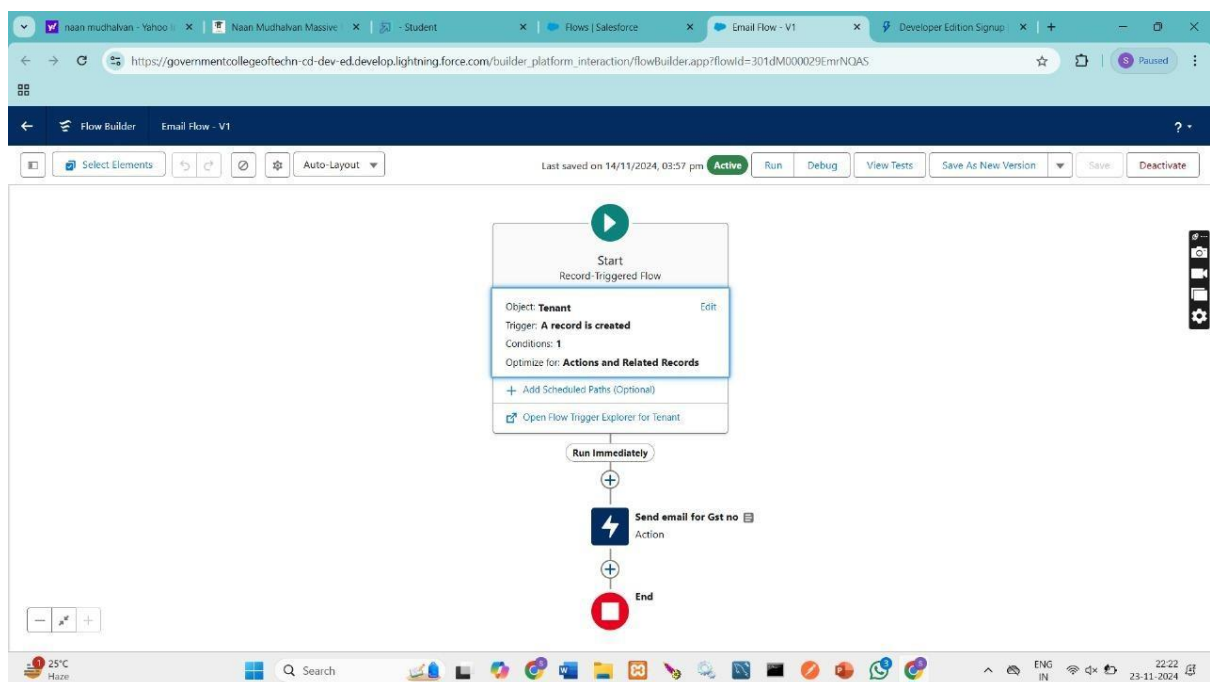 naan mudhalvan - Yahoo
Naan Mudhalvan Massive
- Student
Flows | Salesforce
Email Flow - V1
Developer Edition Signup
https://governmentcollegeoftechn-cd-dev-ed.develop.lightning.force.com/builder_platform_interaction/flowBuilder.app?flowId=301dM000029EmrNQAS
S Paused
Flow Builder Email Flow - V1 ?
Select Elements Auto-Layout Last saved on 14/11/2024, 03:57 pm Active Run Debug View Tests Save As New Version Save Deactivate
Start
Record-Triggered Flow
Object: Tenant Edit
Trigger: A record is created
Conditions: 1
Optimize for: Actions and Related Records
+ Add Scheduled Paths (Optional)
Open Flow Trigger Explorer for Tenant
Run Immediately
Send email for Gst no
Action
End
1 25°C
Haze
Search
ENG
IN
22:22
23-11-2024